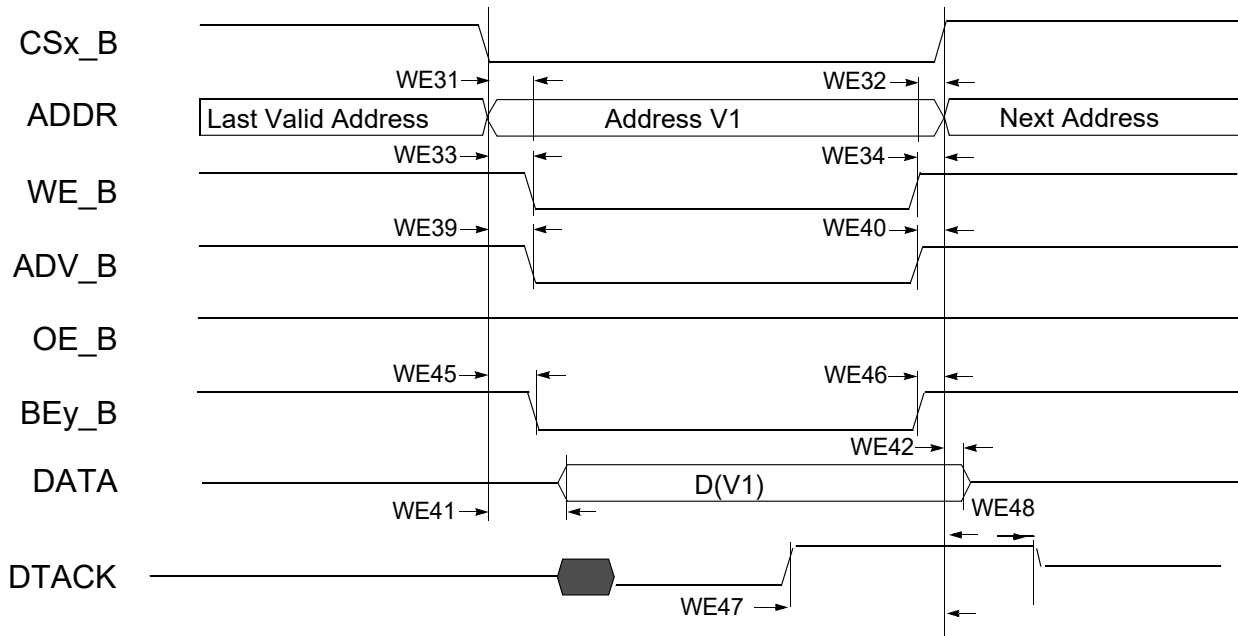 CSx_B
WE31
WE32
ADDR
Last Valid Address
Address V1
Next Address
WE33
WE34
WE_B
WE39
WE40
ADV_B
OE_B
WE45
WE46
BEy_B
WE42
DATA
D(V1)
WE41
WE48
DTACK
WE47